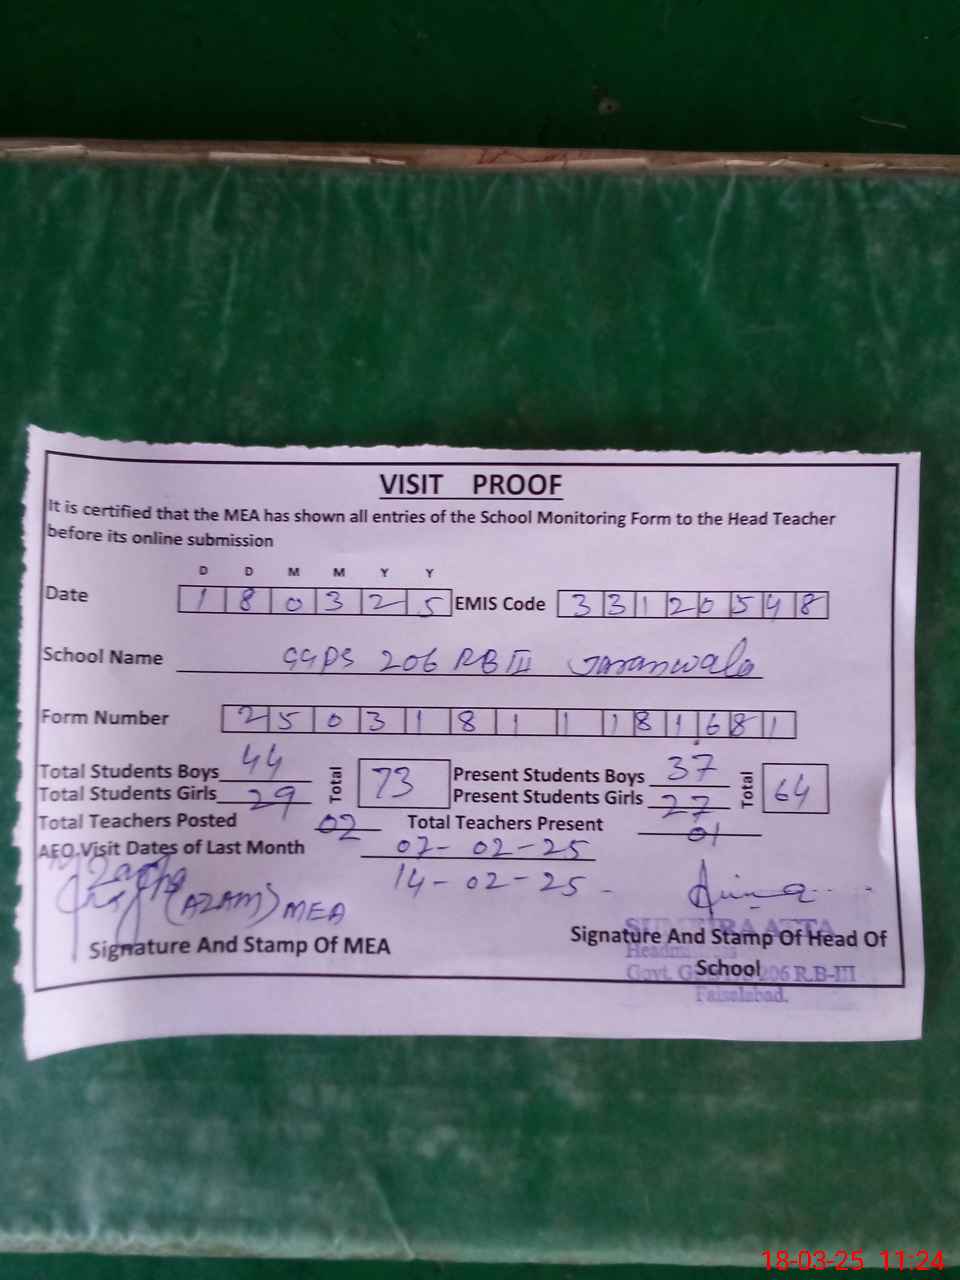 VISIT PROOF
It is certified that the MEA has shown all entries of the School Monitoring Form to the Head Teacher
before its online submission
D D M M Y Y
Date 1 8 0 3 2 5 EMIS Code 3 3 1 2 0 5 4 8
School Name GGPS 206 RB III Jaranwala
Form Number 2 5 0 3 1 8 1 1 1 8 1 6 8 1
Total Students Boys 44 Total 73 Present Students Boys 37 Total 64
Total Students Girls 29 Present Students Girls 27
Total Teachers Posted 02 Total Teachers Present 01
AEO Visit Dates of Last Month 07-02-25
14-02-25
(AZAM) MEA
Signature And Stamp Of MEA
Signature And Stamp Of Head Of
School
206 R.B-III
Faisalabad.
18-03-25 11:24